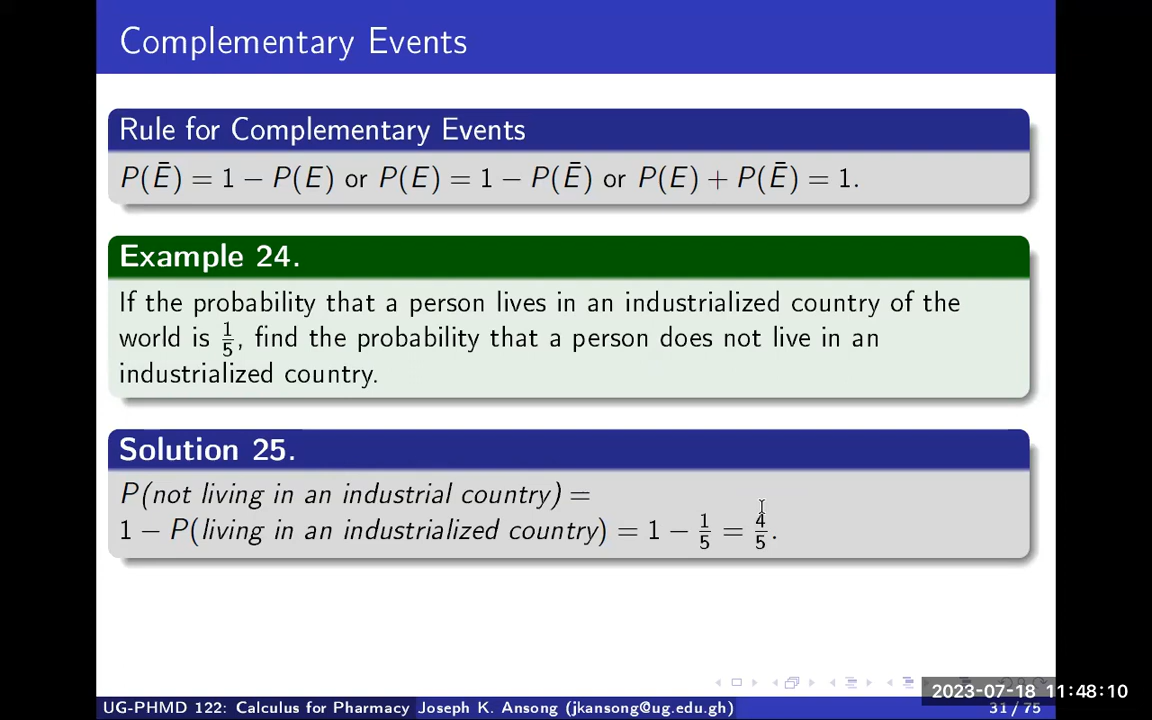 Complementary Events
Rule for Complementary Events
P(Ē) = 1 − P(E) or P(E) = 1 − P(Ē) or P(E) + P(Ē) = 1.
Example 24.
If the probability that a person lives in an industrialized country of the
world is 1/5, find the probability that a person does not live in an
industrialized country.
Solution 25.
P(not living in an industrial country) =
1 − P(living in an industrialized country) = 1 − 1/5 = 4/5.
2023-07-18 11:48:10
UG-PHMD 122: Calculus for Pharmacy Joseph K. Ansong (jkansong@ug.edu.gh) 31 / 75